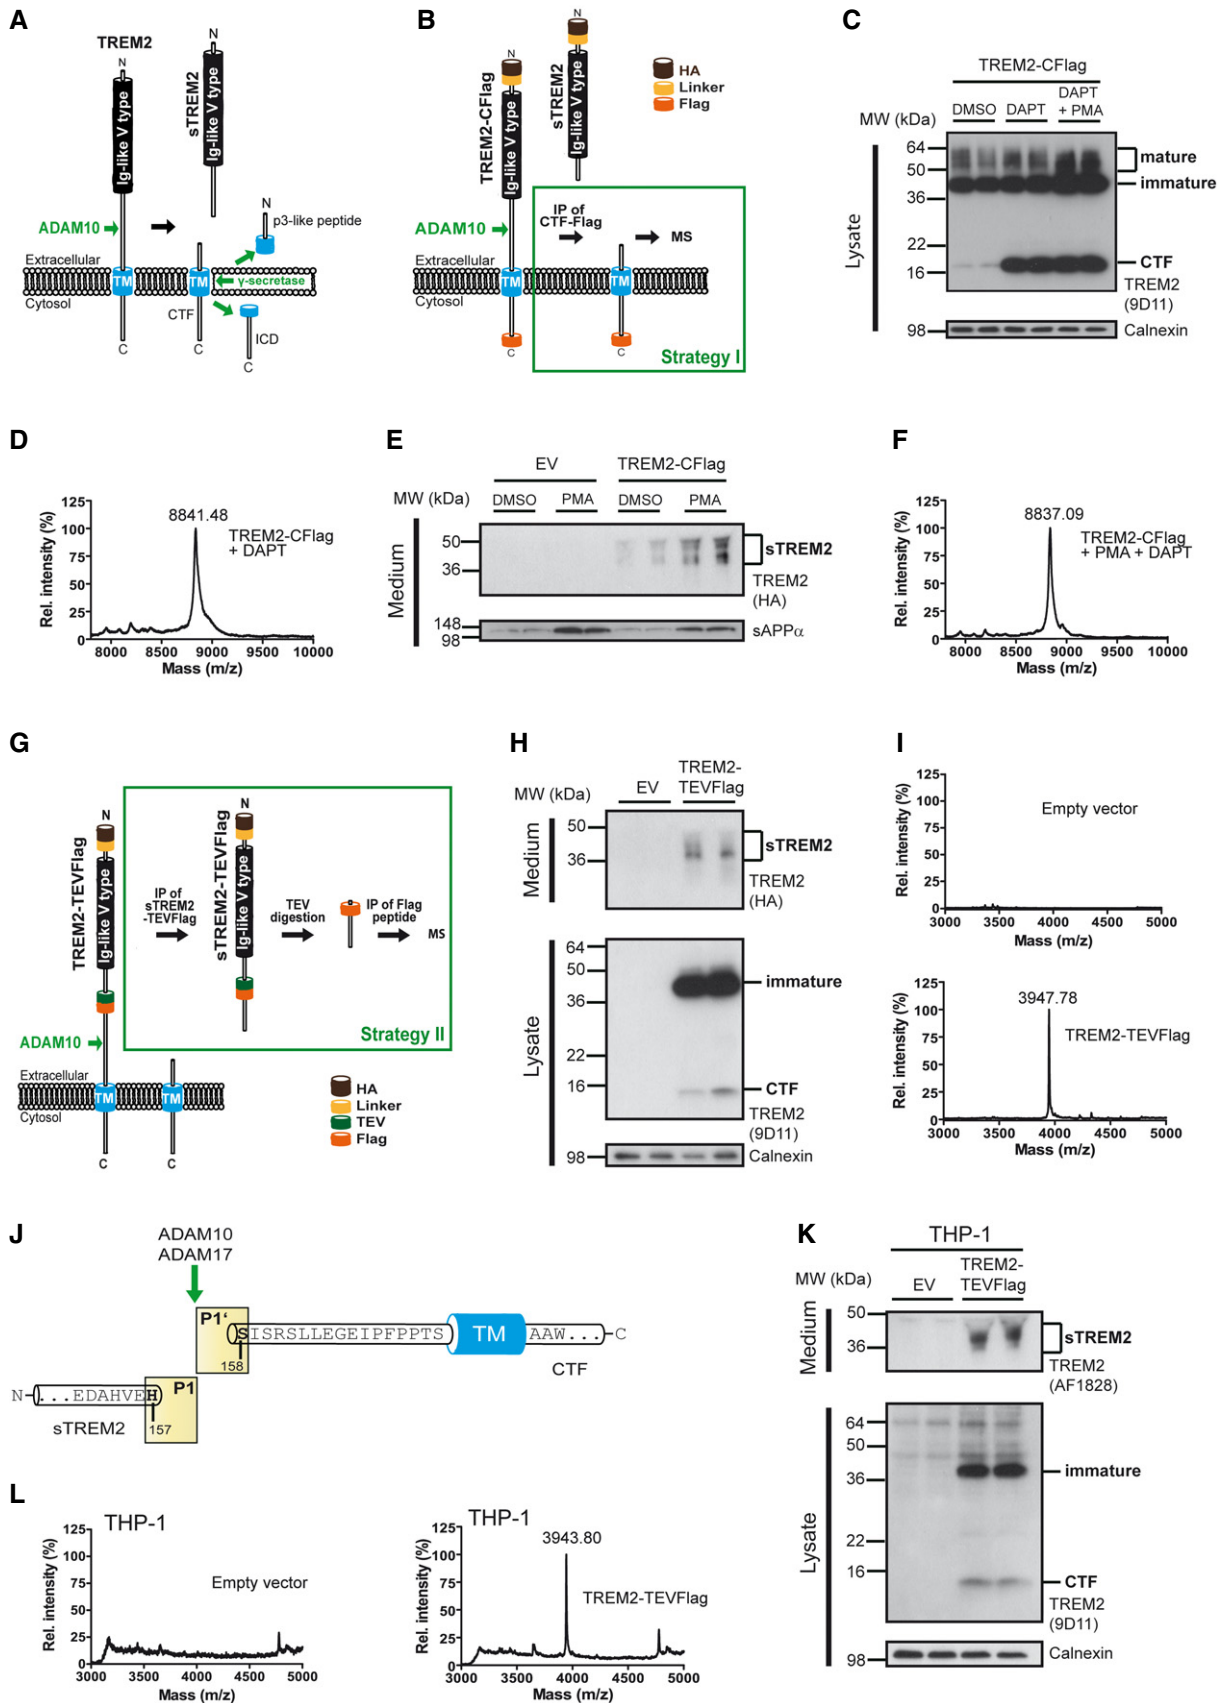 A
TREM2
N
Ig-like V type
sTREM2
N
Ig-like V type
ADAM10
N
p3-like peptide
Extracellular
TM
TM
γ-secretase
Cytosol
CTF
ICD
C
C
C
B
N
TREM2-CFlag
Ig-like V type
N
sTREM2
Ig-like V type
HA
Linker
Flag
ADAM10
IP of
CTF-Flag
MS
Extracellular
TM
TM
Cytosol
C
C
Strategy I
C
TREM2-CFlag
DMSO
DAPT
DAPT
+ PMA
MW (kDa)
64
50
36
22
16
98
Lysate
mature
immature
CTF
TREM2
(9D11)
Calnexin
D
Rel. intensity (%)
125
100
75
50
25
0
8841.48
TREM2-CFlag
+ DAPT
8000 8500 9000 9500 10000
Mass (m/z)
E
EV
TREM2-CFlag
MW (kDa)
DMSO
PMA
DMSO
PMA
50
36
148
98
Medium
sTREM2
TREM2
(HA)
sAPPα
F
Rel. intensity (%)
125
100
75
50
25
0
8837.09
TREM2-CFlag
+ PMA + DAPT
8000 8500 9000 9500 10000
Mass (m/z)
G
N
TREM2-TEVFlag
Ig-like V type
IP of
sTREM2
-TEVFlag
N
sTREM2-TEVFlag
Ig-like V type
TEV
digestion
IP of Flag
peptide
MS
Strategy II
ADAM10
Extracellular
TM
TM
Cytosol
C
C
HA
Linker
TEV
Flag
H
TREM2-
TEVFlag
EV
MW (kDa)
50
36
Medium
sTREM2
TREM2
(HA)
64
50
36
22
16
98
Lysate
immature
CTF
TREM2
(9D11)
Calnexin
I
Rel. intensity (%)
125
100
75
50
25
0
Empty vector
3000 3500 4000 4500 5000
Mass (m/z)
Rel. intensity (%)
125
100
75
50
25
0
3947.78
TREM2-TEVFlag
3000 3500 4000 4500 5000
Mass (m/z)
J
ADAM10
ADAM17
P1‘
SISRSLLEGEIPFPPTS
TM
AAW...
C
158
CTF
N
...EDAHVEH
P1
157
sTREM2
K
THP-1
TREM2-
TEVFlag
MW (kDa)
EV
50
36
Medium
sTREM2
TREM2
(AF1828)
64
50
36
22
16
98
Lysate
immature
CTF
TREM2
(9D11)
Calnexin
L
THP-1
Rel. intensity (%)
125
100
75
50
25
0
Empty vector
3000 3500 4000 4500 5000
Mass (m/z)
THP-1
Rel. intensity (%)
125
100
75
50
25
0
3943.80
TREM2-TEVFlag
3000 3500 4000 4500 5000
Mass (m/z)